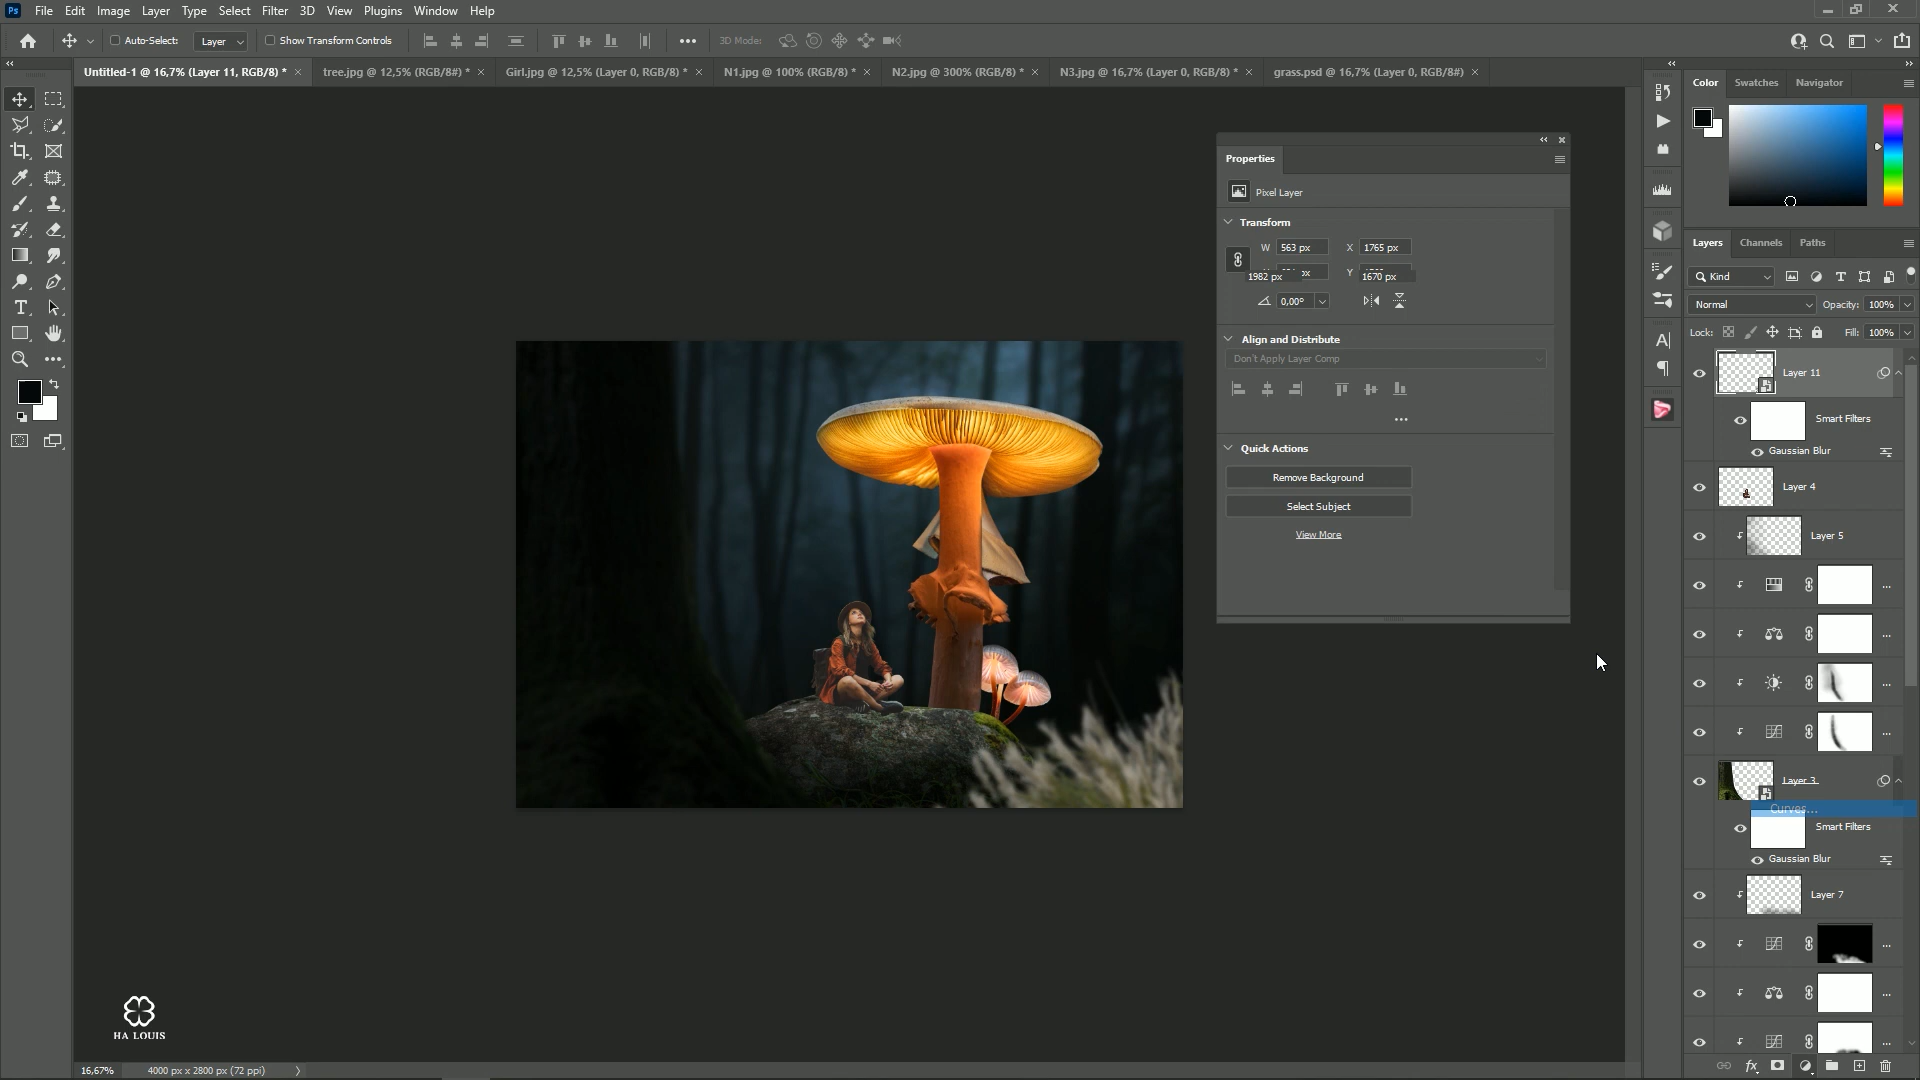 Ps File Edit Image Layer Type Select Filter 3D View Plugins Window Help
Auto-Select: Layer Show Transform Controls 3D Mode:
Untitled-1 @ 16,7% (Layer 11, RGB/8) * tree.jpg @ 12,5% (RGB/8#) * Girl.jpg @ 12,5% (Layer 0, RGB/8) * N1.jpg @ 100% (RGB/8) * N2.jpg @ 300% (RGB/8) * N3.jpg @ 16,7% (Layer 0, RGB/8) * grass.psd @ 16,7% (Layer 0, RGB/8#)
Properties
Pixel Layer
Transform
W 563 px X 1765 px
1982 px px Y 1670 px
0,00°
Align and Distribute
Don't Apply Layer Comp
Quick Actions
Remove Background
Select Subject
View More
Color Swatches Navigator
Layers Channels Paths
Kind
Normal Opacity: 100%
Lock: Fill: 100%
Layer 11
Smart Filters
Gaussian Blur
Layer 4
Layer 5
Layer 3
Curves...
Smart Filters
Gaussian Blur
Layer 7
HA LOUIS
16,67% 4000 px x 2800 px (72 ppi)